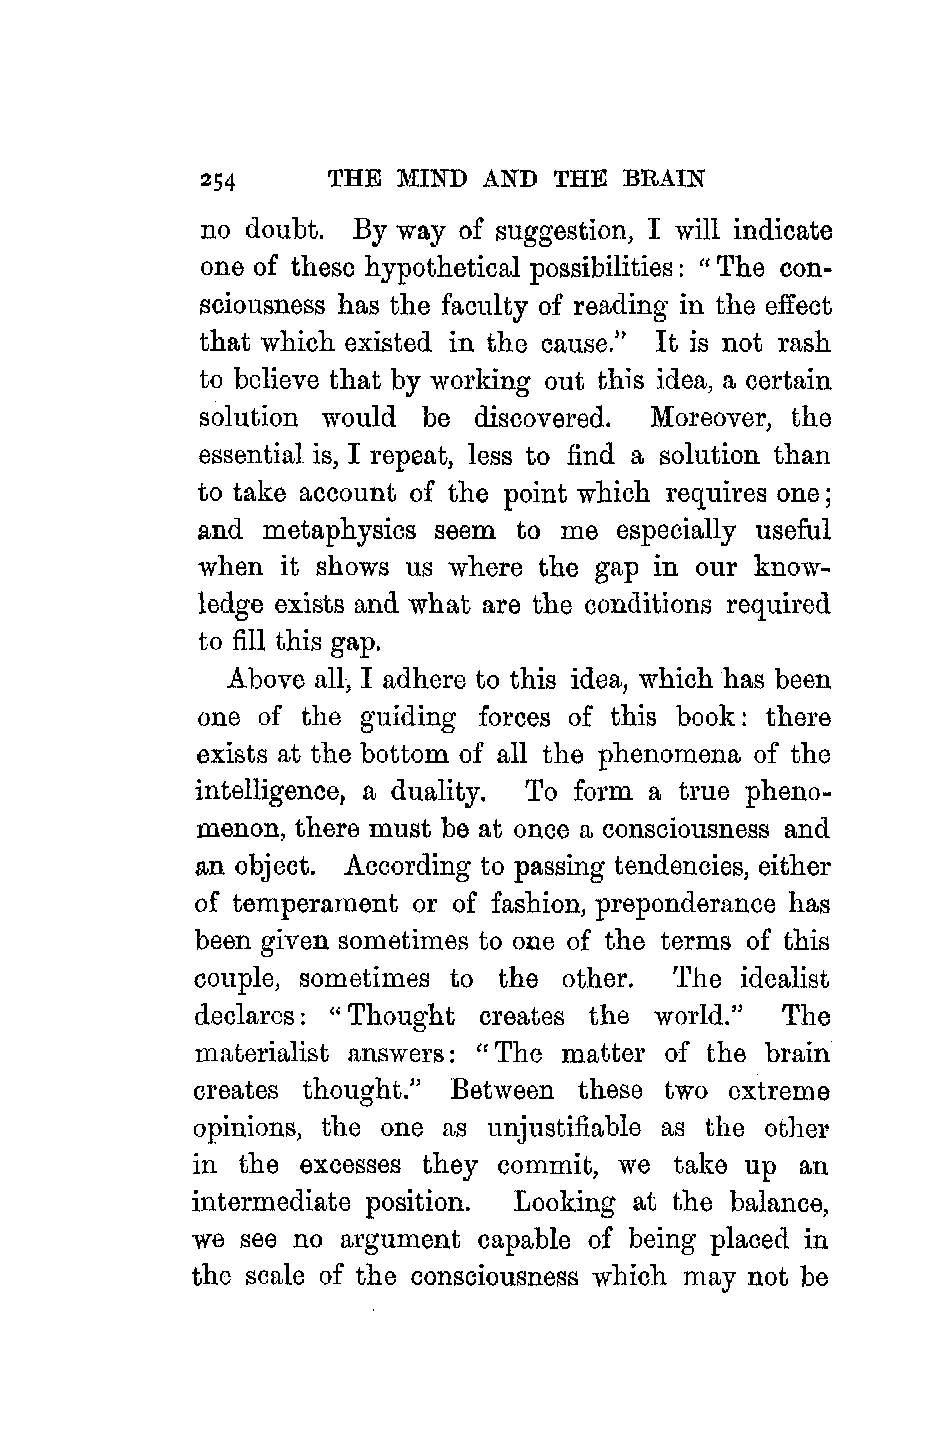 254 THE MIND AND THE BRAIN
no doubt. By way of suggestion, I will indicate
one of these hypothetical possibilities: “The con-
sciousness has the faculty of reading in the effect
that which existed in the cause.” It is not rash
to believe that by working out this idea, a certain
solution would be discovered. Moreover, the
essential is, I repeat, less to find a solution than
to take account of the point which requires one;
and metaphysics seem to me especially useful
when it shows us where the gap in our know-
ledge exists and what are the conditions required
to fill this gap.
Above all, I adhere to this idea, which has been
one of the guiding forces of this book: there
exists at the bottom of all the phenomena of the
intelligence, a duality. To form a true pheno-
menon, there must be at once a consciousness and
an object. According to passing tendencies, either
of temperament or of fashion, preponderance has
been given sometimes to one of the terms of this
couple, sometimes to the other. The idealist
declares: “Thought creates the world.” The
materialist answers: “The matter of the brain
creates thought.” Between these two extreme
opinions, the one as unjustifiable as the other
in the excesses they commit, we take up an
intermediate position. Looking at the balance,
we see no argument capable of being placed in
the scale of the consciousness which may not be